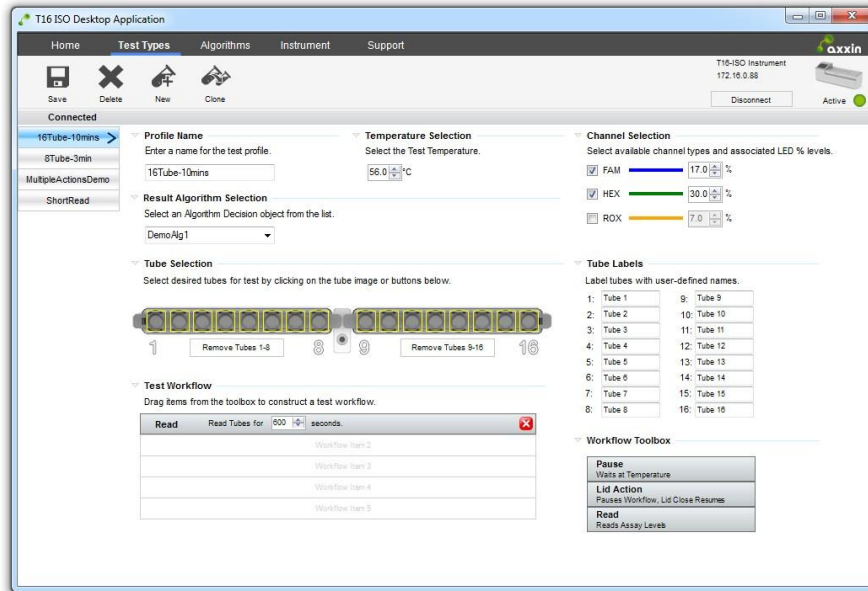 T16 ISO Desktop Application
Home Test Types Algorithms Instrument Support
axxin
Save Delete New Clone
T16-ISO Instrument
172.16.0.88
Disconnect
Active
Connected
16Tube-10mins
8Tube-3min
MultipleActionsDemo
ShortRead
Profile Name
Enter a name for the test profile.
16Tube-10mins
Temperature Selection
Select the Test Temperature.
56.0 °C
Channel Selection
Select available channel types and associated LED % levels.
FAM 17.0 %
HEX 30.0 %
ROX 7.0 %
Result Algorithm Selection
Select an Algorithm Decision object from the list.
DemoAlg1
Tube Selection
Select desired tubes for test by clicking on the tube image or buttons below.
1 Remove Tubes 1-8 8 9 Remove Tubes 9-16 16
Tube Labels
Label tubes with user-defined names.
1: Tube 1 9: Tube 9
2: Tube 2 10: Tube 10
3: Tube 3 11: Tube 11
4: Tube 4 12: Tube 12
5: Tube 5 13: Tube 13
6: Tube 6 14: Tube 14
7: Tube 7 15: Tube 15
8: Tube 8 16: Tube 16
Test Workflow
Drag items from the toolbox to construct a test workflow.
Read Read Tubes for 600 seconds.
Workflow Item 2
Workflow Item 3
Workflow Item 4
Workflow Item 5
Workflow Toolbox
Pause
Waits at Temperature
Lid Action
Pauses Workflow, Lid Close Resumes
Read
Reads Assay Levels